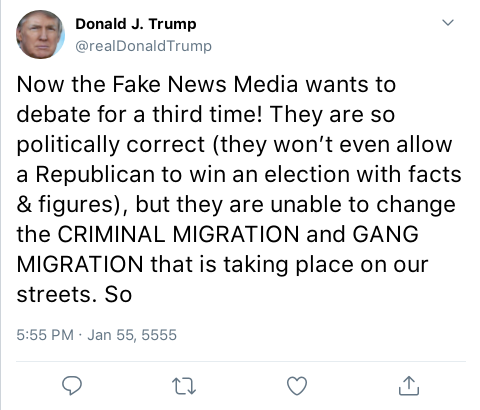 Donald J. Trump
@realDonaldTrump
Now the Fake News Media wants to
debate for a third time! They are so
politically correct (they won’t even allow
a Republican to win an election with facts
& figures), but they are unable to change
the CRIMINAL MIGRATION and GANG
MIGRATION that is taking place on our
streets. So
5:55 PM · Jan 55, 5555